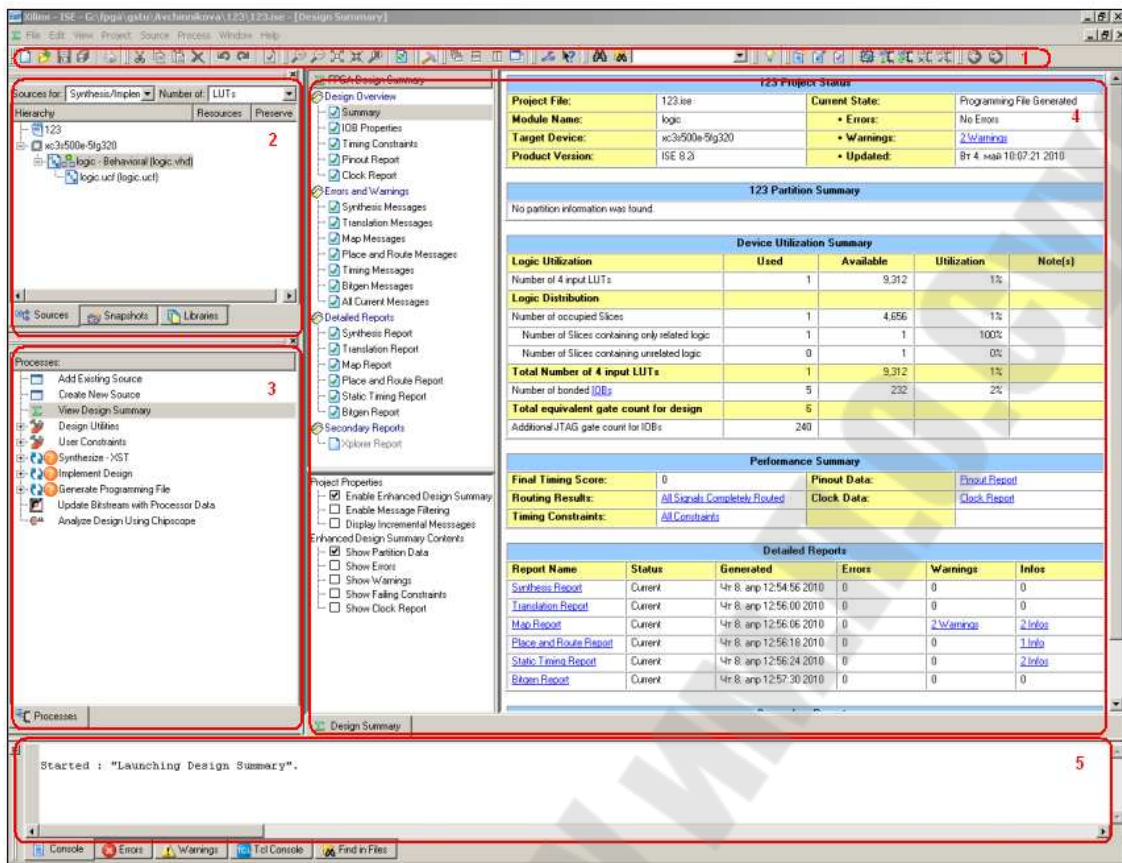 Xilinx - ISE - G:\fpga\gstu\Avchinnikova\123\123.ise - [Design Summary]
File Edit View Project Source Process Window Help
1
Sources for: Synthesis/Implen Number of: LUTs
Hierarchy Resources Preserve
123
xc3s500e-5fg320
logic - Behavioral (logic.vhd)
logic.ucf (logic.ucf)
2
Sources Snapshots Libraries
Processes:
Add Existing Source
Create New Source
View Design Summary
Design Utilities
User Constraints
Synthesize - XST
Implement Design
Generate Programming File
Update Bitstream with Processor Data
Analyze Design Using Chipscope
3
Processes
FPGA Design Summary
Design Overview
Summary
IOB Properties
Timing Constraints
Pinout Report
Clock Report
Errors and Warnings
Synthesis Messages
Translation Messages
Map Messages
Place and Route Messages
Timing Messages
Bitgen Messages
All Current Messages
Detailed Reports
Synthesis Report
Translation Report
Map Report
Place and Route Report
Static Timing Report
Bitgen Report
Secondary Reports
Xplorer Report
Project Properties
Enable Enhanced Design Summary
Enable Message Filtering
Display Incremental Messsages
Enhanced Design Summary Contents
Show Partition Data
Show Errors
Show Warnings
Show Failing Constraints
Show Clock Report
123 Project Status
Project File: 123.ise Current State: Programming File Generated
Module Name: logic • Errors: No Errors
Target Device: xc3s500e-5fg320 • Warnings: 2 Warnings
Product Version: ISE 8.2i • Updated: Вт 4. май 10:07:21 2010
4
123 Partition Summary
No partition information was found.
Device Utilization Summary
Logic Utilization Used Available Utilization Note(s)
Number of 4 input LUTs 1 9,312 1%
Logic Distribution
Number of occupied Slices 1 4,656 1%
Number of Slices containing only related logic 1 1 100%
Number of Slices containing unrelated logic 0 1 0%
Total Number of 4 input LUTs 1 9,312 1%
Number of bonded IOBs 5 232 2%
Total equivalent gate count for design 6
Additional JTAG gate count for IOBs 240
Performance Summary
Final Timing Score: 0 Pinout Data: Pinout Report
Routing Results: All Signals Completely Routed Clock Data: Clock Report
Timing Constraints: All Constraints
Detailed Reports
Report Name Status Generated Errors Warnings Infos
Synthesis Report Current Чт 8. апр 12:54:56 2010 0 0 0
Translation Report Current Чт 8. апр 12:56:00 2010 0 0 0
Map Report Current Чт 8. апр 12:56:06 2010 0 2 Warnings 2 Infos
Place and Route Report Current Чт 8. апр 12:56:18 2010 0 0 1 Info
Static Timing Report Current Чт 8. апр 12:56:24 2010 0 0 2 Infos
Bitgen Report Current Чт 8. апр 12:57:30 2010 0 0 0
Design Summary
Started : "Launching Design Summary".
5
Console Errors Warnings Tcl Console Find in Files